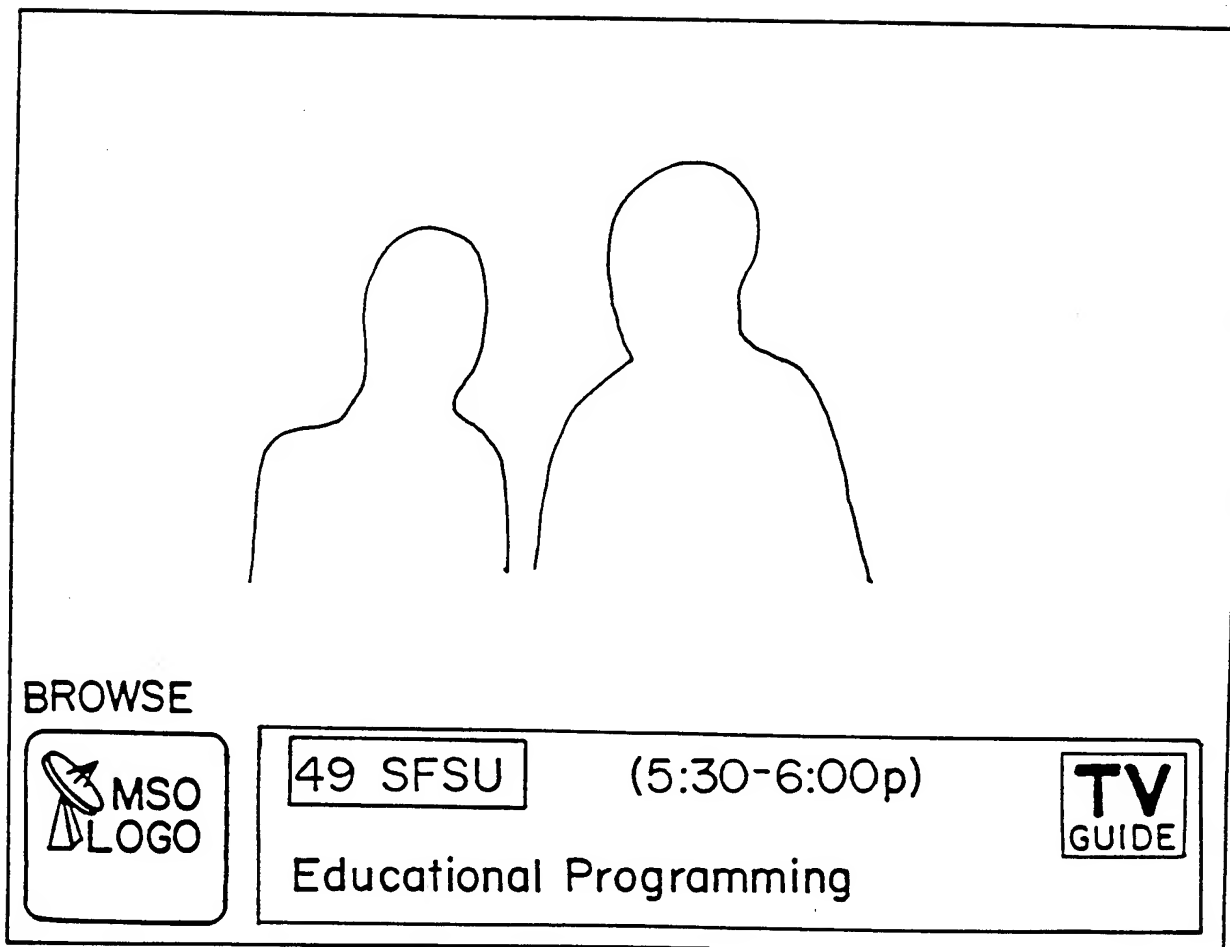 BROWSE
MSO
LOGO
49 SFSU (5:30-6:00p)
Educational Programming
TV
GUIDE